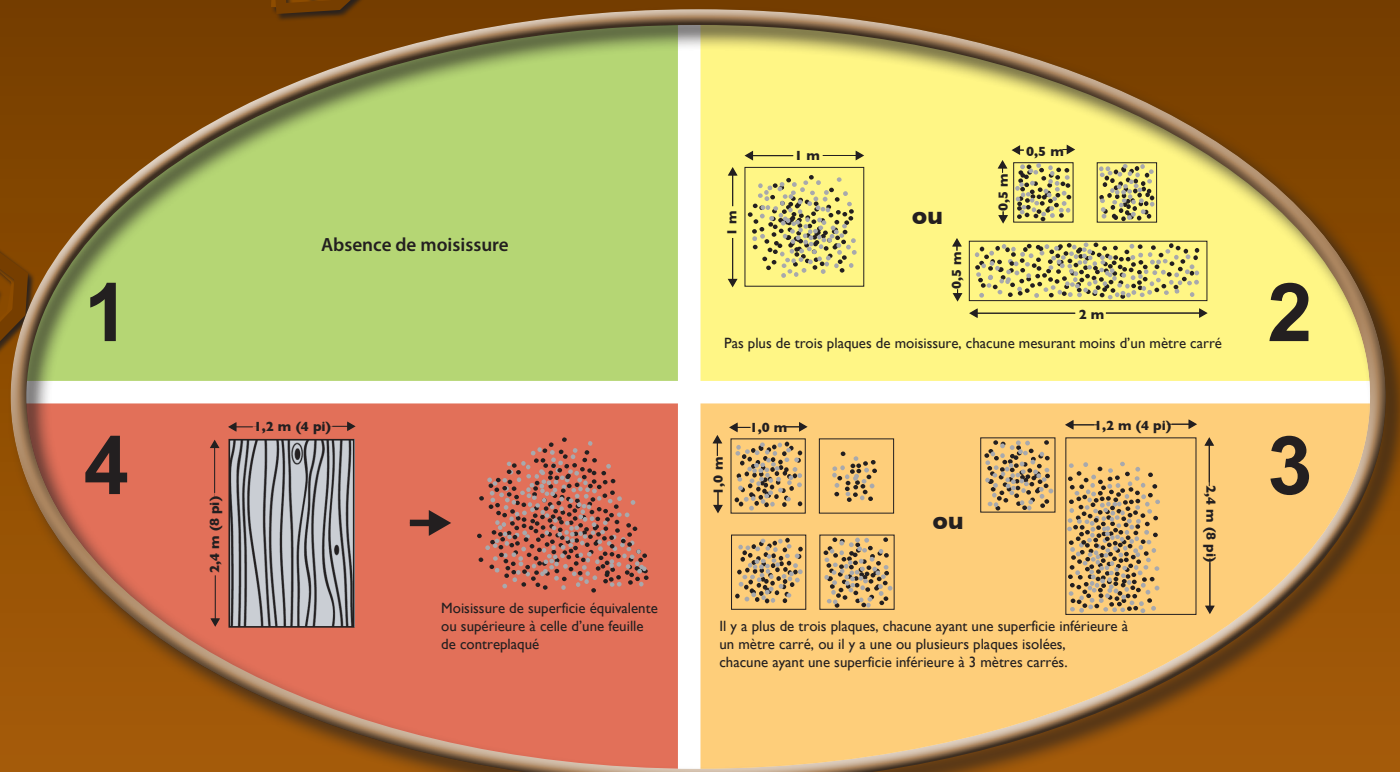 Absence de moisissure
1
1 m
1 m
ou
0,5 m
0,5 m
0,5 m
2 m
2
Pas plus de trois plaques de moisissure, chacune mesurant moins d'un mètre carré
4
1,2 m (4 pi)
2,4 m (8 pi)
Moisissure de superficie équivalente
ou supérieure à celle d'une feuille
de contreplaqué
1,0 m
1,0 m
ou
1,2 m (4 pi)
2,4 m (8 pi)
3
Il y a plus de trois plaques, chacune ayant une superficie inférieure à
un mètre carré, ou il y a une ou plusieurs plaques isolées,
chacune ayant une superficie inférieure à 3 mètres carrés.